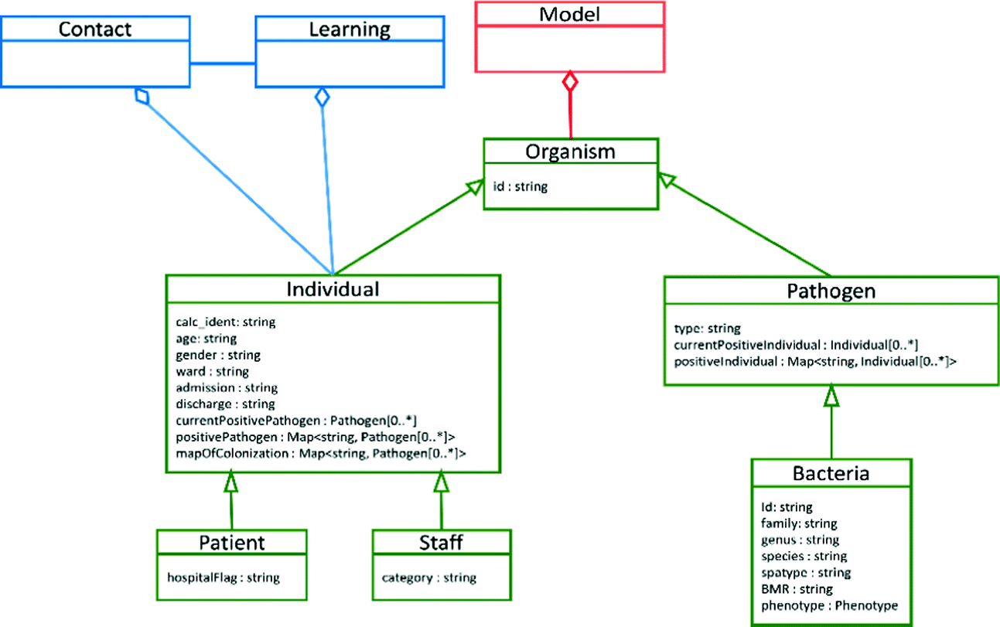 Contact
Learning
Model
Organism
id : string
Individual
calc_ident: string
age: string
gender : string
ward : string
admission : string
discharge : string
currentPositivePathogen : Pathogen[0..*]
positivePathogen : Map<string, Pathogen[0..*]>
mapOfColonization : Map<string, Pathogen[0..*]>
Pathogen
type: string
currentPositiveIndividual : Individual[0..*]
positiveIndividual : Map<string, Individual[0..*]>
Patient
hospitalFlag : string
Staff
category : string
Bacteria
Id: string
family: string
genus : string
species : string
spatype : string
BMR : string
phenotype : Phenotype